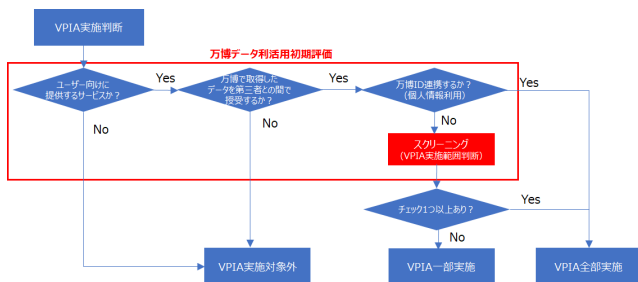 VPIA実施判断
万博データ利活用初期評価
ユーザー向けに
提供するサービスか？
Yes
万博で取得した
データを第三者との間で
授受するか？
Yes
万博ID連携するか？
（個人情報利用）
Yes
No
No
No
スクリーニング
（VPIA実施範囲判断）
チェック1つ以上あり？
Yes
No
VPIA実施対象外
VPIA一部実施
VPIA全部実施